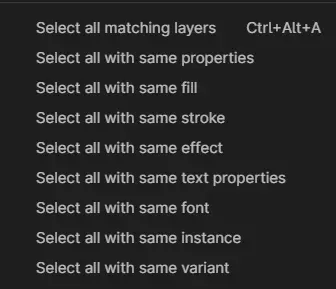 Select all matching layers Ctrl+Alt+A
Select all with same properties
Select all with same fill
Select all with same stroke
Select all with same effect
Select all with same text properties
Select all with same font
Select all with same instance
Select all with same variant